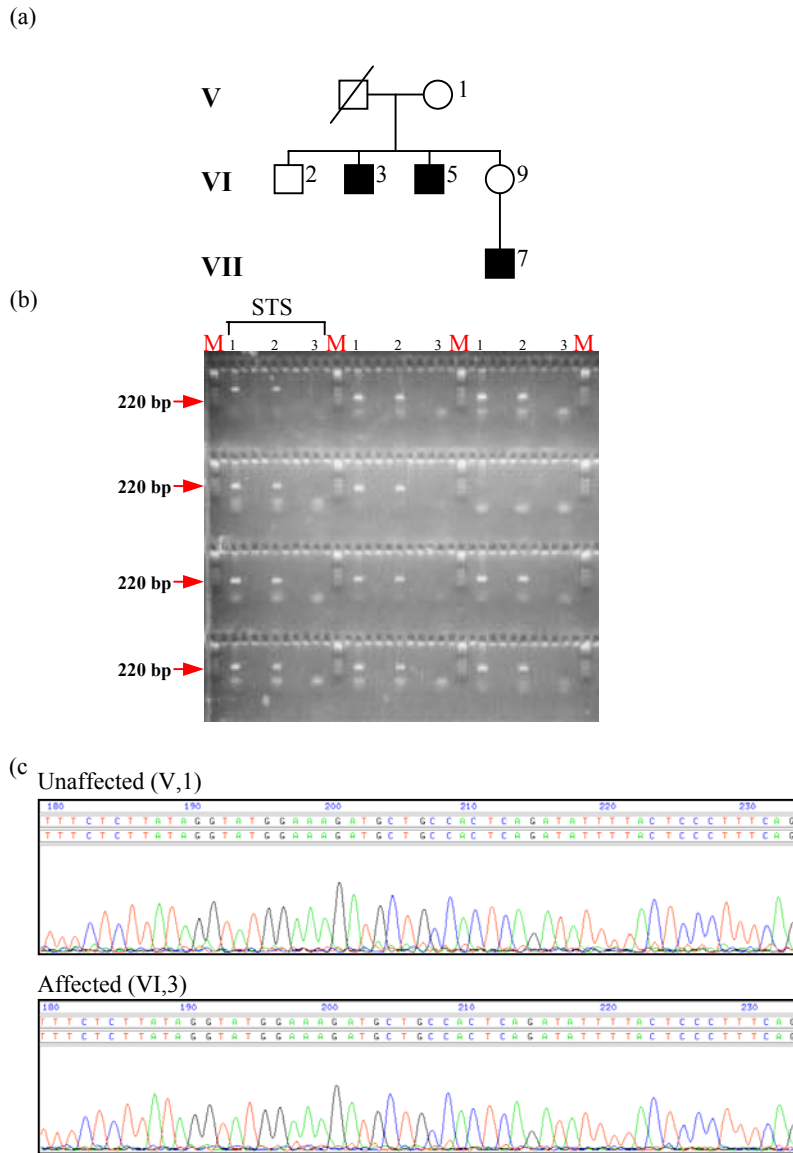 (a)
V
1
VI
2
3
5
9
VII
7
(b)
STS
M 1 2 3 M 1 2 3 M 1 2 3 M
220 bp
220 bp
220 bp
220 bp
(c
Unaffected (V,1)
180 190 200 210 220 230
T T T C T C T T A T A G G T A T G G A A A G A T G C T G C C A C T C A G A T A T T T T A C T C C C T T T C A G
T T T C T C T T A T A G G T A T G G A A A G A T G C T G C C A C T C A G A T A T T T T A C T C C C T T T C A G
Affected (VI,3)
180 190 200 210 220 230
T T T C T C T T A T A G G T A T G G A A A G A T G C T G C C A C T C A G A T A T T T T A C T C C C T T T C A G
T T T C T C T T A T A G G T A T G G A A A G A T G C T G C C A C T C A G A T A T T T T A C T C C C T T T C A G